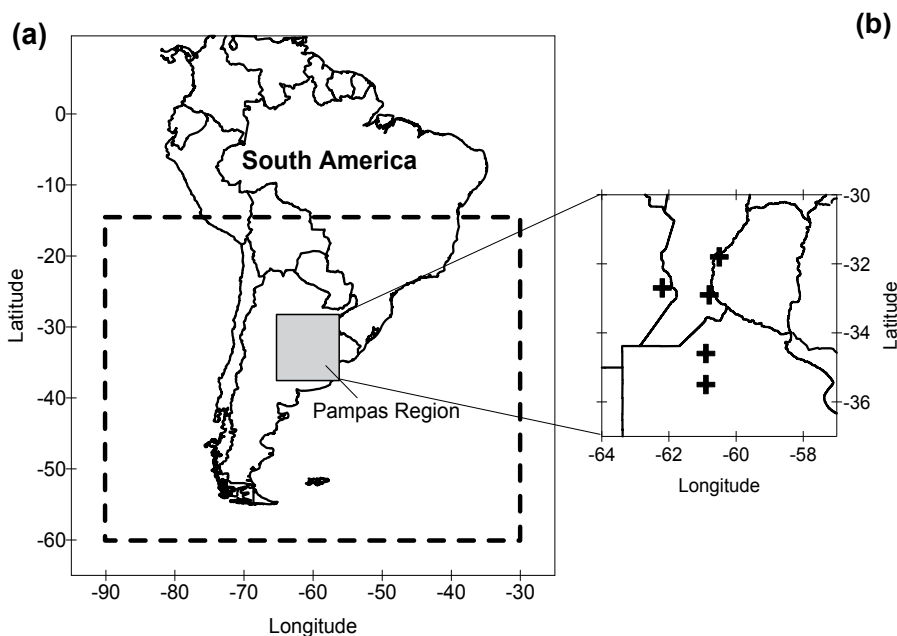 (a)
(b)
South America
Pampas Region
0
-10
-20
-30
-40
-50
-60
Latitude
-90 -80 -70 -60 -50 -40 -30
Longitude
-30
-32
-34
-36
Latitude
-64 -62 -60 -58
Longitude